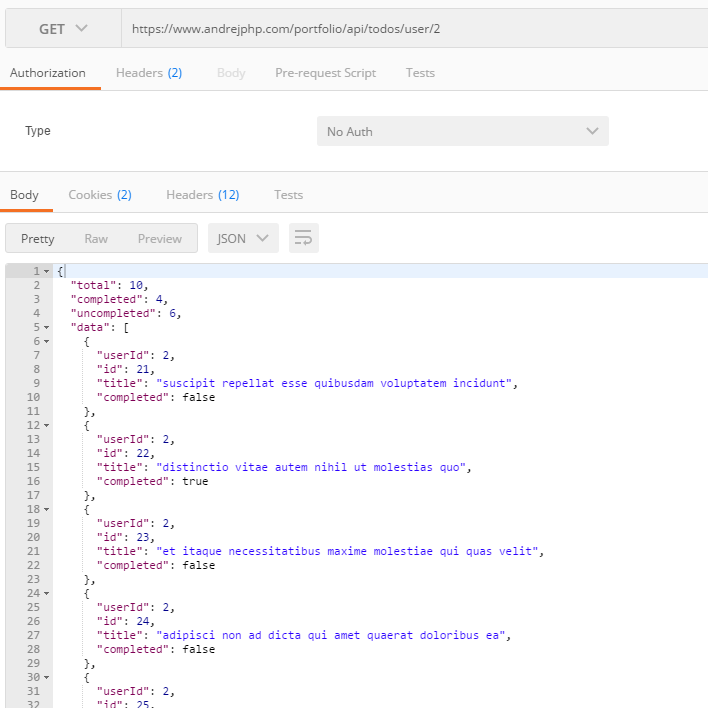 GET https://www.andrejphp.com/portfolio/api/todos/user/2
Authorization Headers (2) Body Pre-request Script Tests
Type No Auth
Body Cookies (2) Headers (12) Tests
Pretty Raw Preview JSON
1 {
2 "total": 10,
3 "completed": 4,
4 "uncompleted": 6,
5 "data": [
6 {
7 "userId": 2,
8 "id": 21,
9 "title": "suscipit repellat esse quibusdam voluptatem incidunt",
10 "completed": false
11 },
12 {
13 "userId": 2,
14 "id": 22,
15 "title": "distinctio vitae autem nihil ut molestias quo",
16 "completed": true
17 },
18 {
19 "userId": 2,
20 "id": 23,
21 "title": "et itaque necessitatibus maxime molestiae qui quas velit",
22 "completed": false
23 },
24 {
25 "userId": 2,
26 "id": 24,
27 "title": "adipisci non ad dicta qui amet quaerat doloribus ea",
28 "completed": false
29 },
30 {
31 "userId": 2,
32 "id": 25,